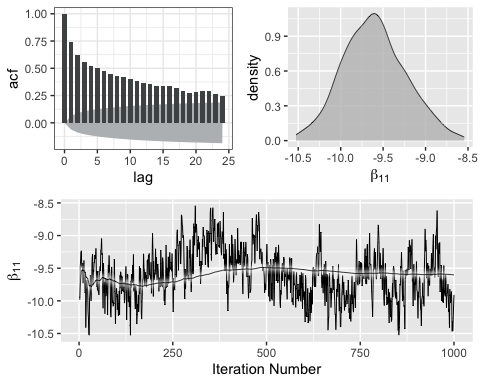 acf
1.00
0.75
0.50
0.25
0.00
0 5 10 15 20 25
lag
density
0.9
0.6
0.3
0.0
-10.5 -10.0 -9.5 -9.0 -8.5
β11
β11
-8.5
-9.0
-9.5
-10.0
-10.5
0 250 500 750 1000
Iteration Number